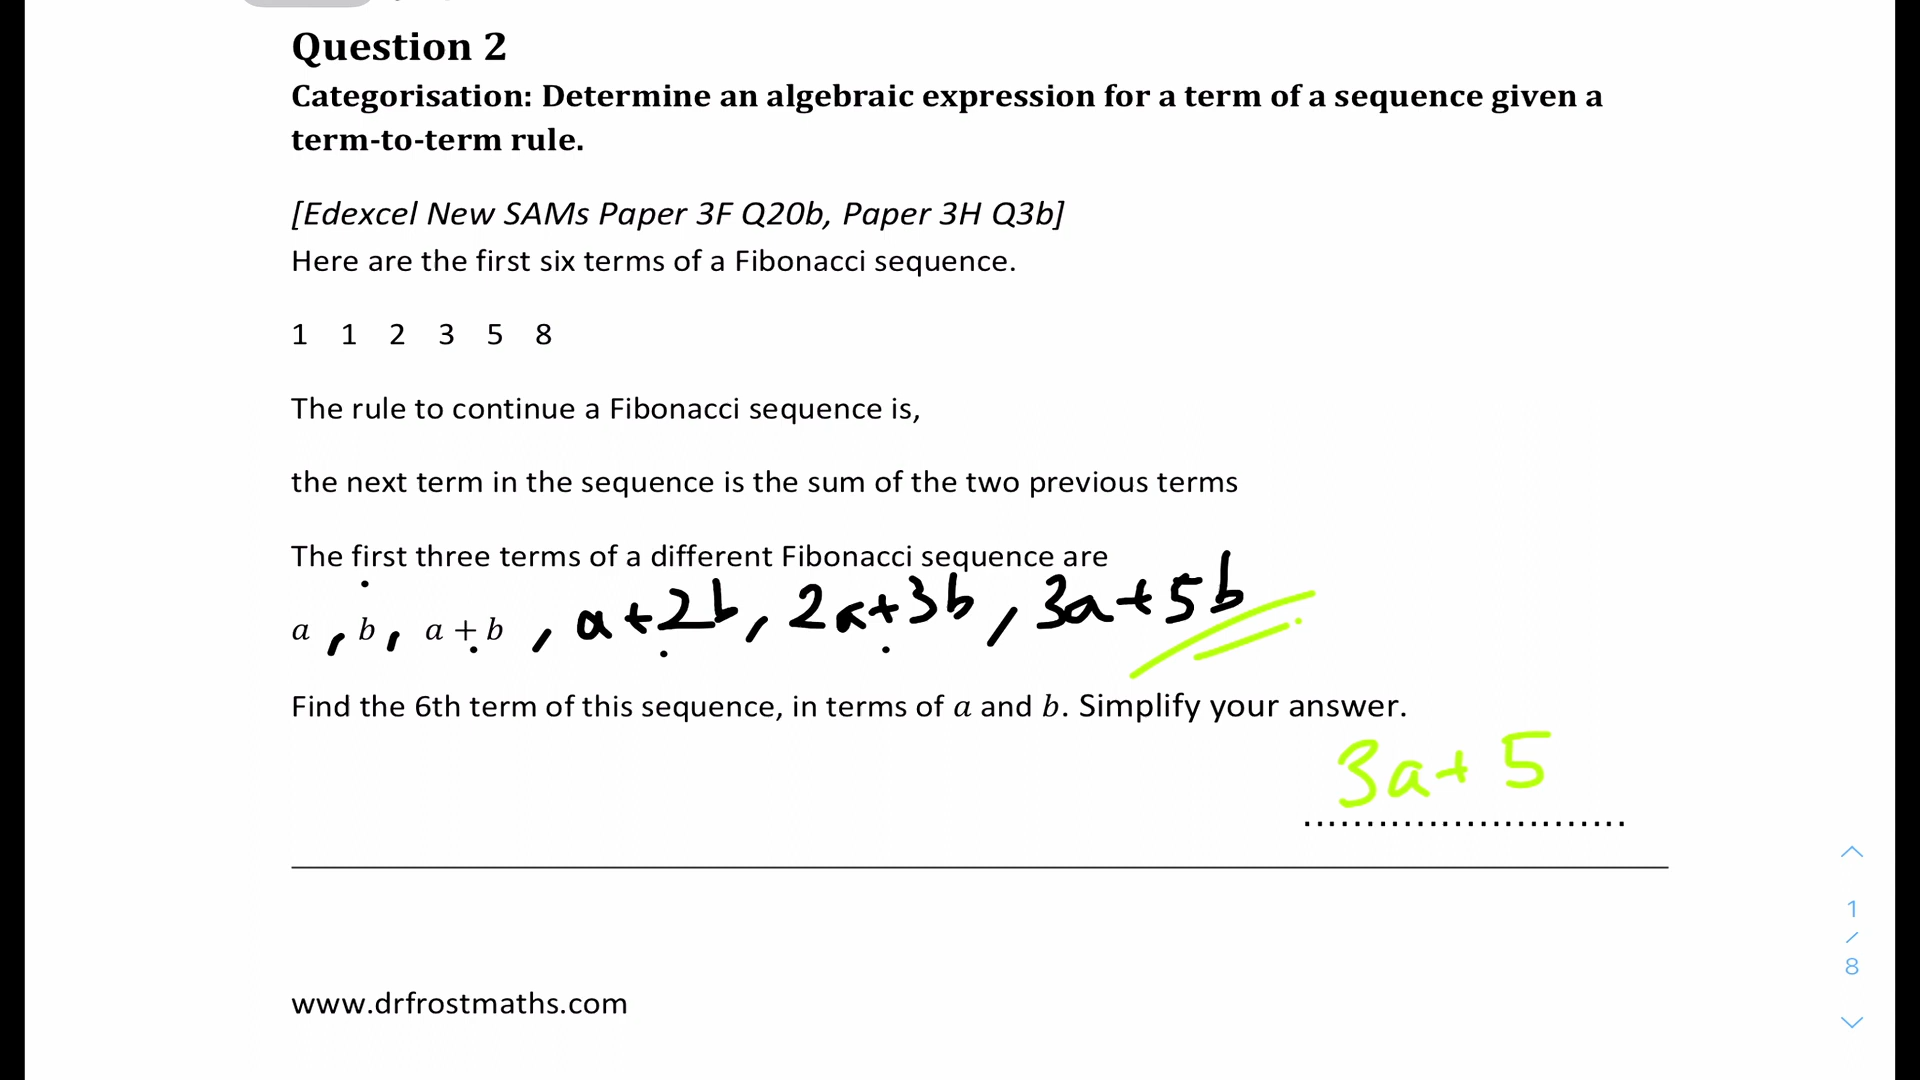 Question 2
Categorisation: Determine an algebraic expression for a term of a sequence given a
term-to-term rule.
[Edexcel New SAMs Paper 3F Q20b, Paper 3H Q3b]
Here are the first six terms of a Fibonacci sequence.
1 1 2 3 5 8
The rule to continue a Fibonacci sequence is,
the next term in the sequence is the sum of the two previous terms
The first three terms of a different Fibonacci sequence are
a , b , a + b , a+2b, 2a+3b, 3a+5b
Find the 6th term of this sequence, in terms of a and b. Simplify your answer.
3a+ 5
..........................
www.drfrostmaths.com
1
/
8